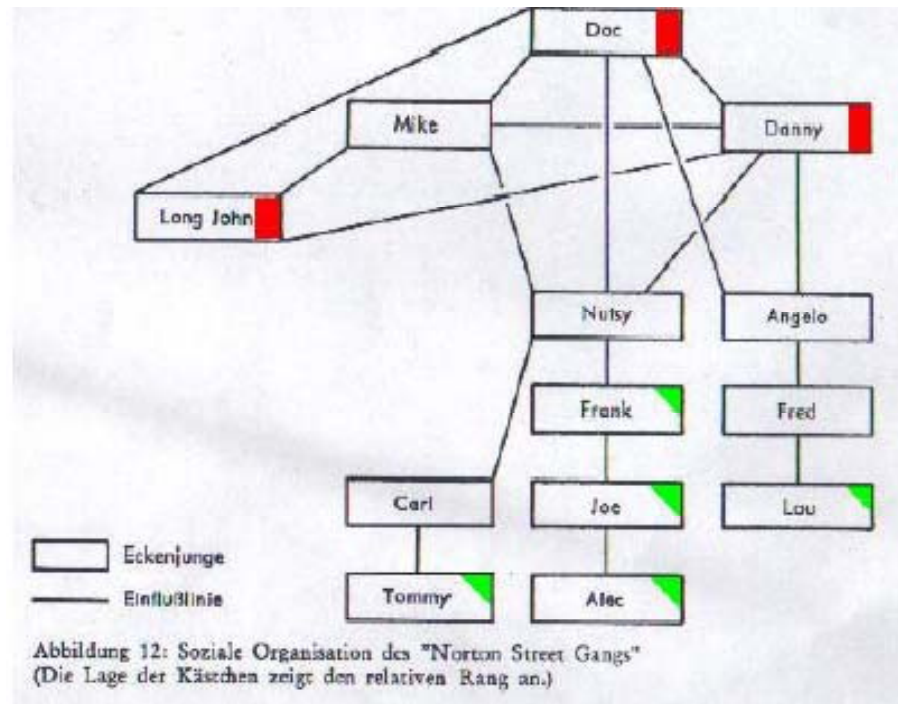 Doc
Mike
Danny
Long John
Nutsy
Angelo
Frank
Fred
Carl
Joe
Lou
Eckenjunge
Tommy
Alec
Einflußlinie
Abbildung 12: Soziale Organisation des "Norton Street Gangs"
(Die Lage der Kästchen zeigt den relativen Rang an.)